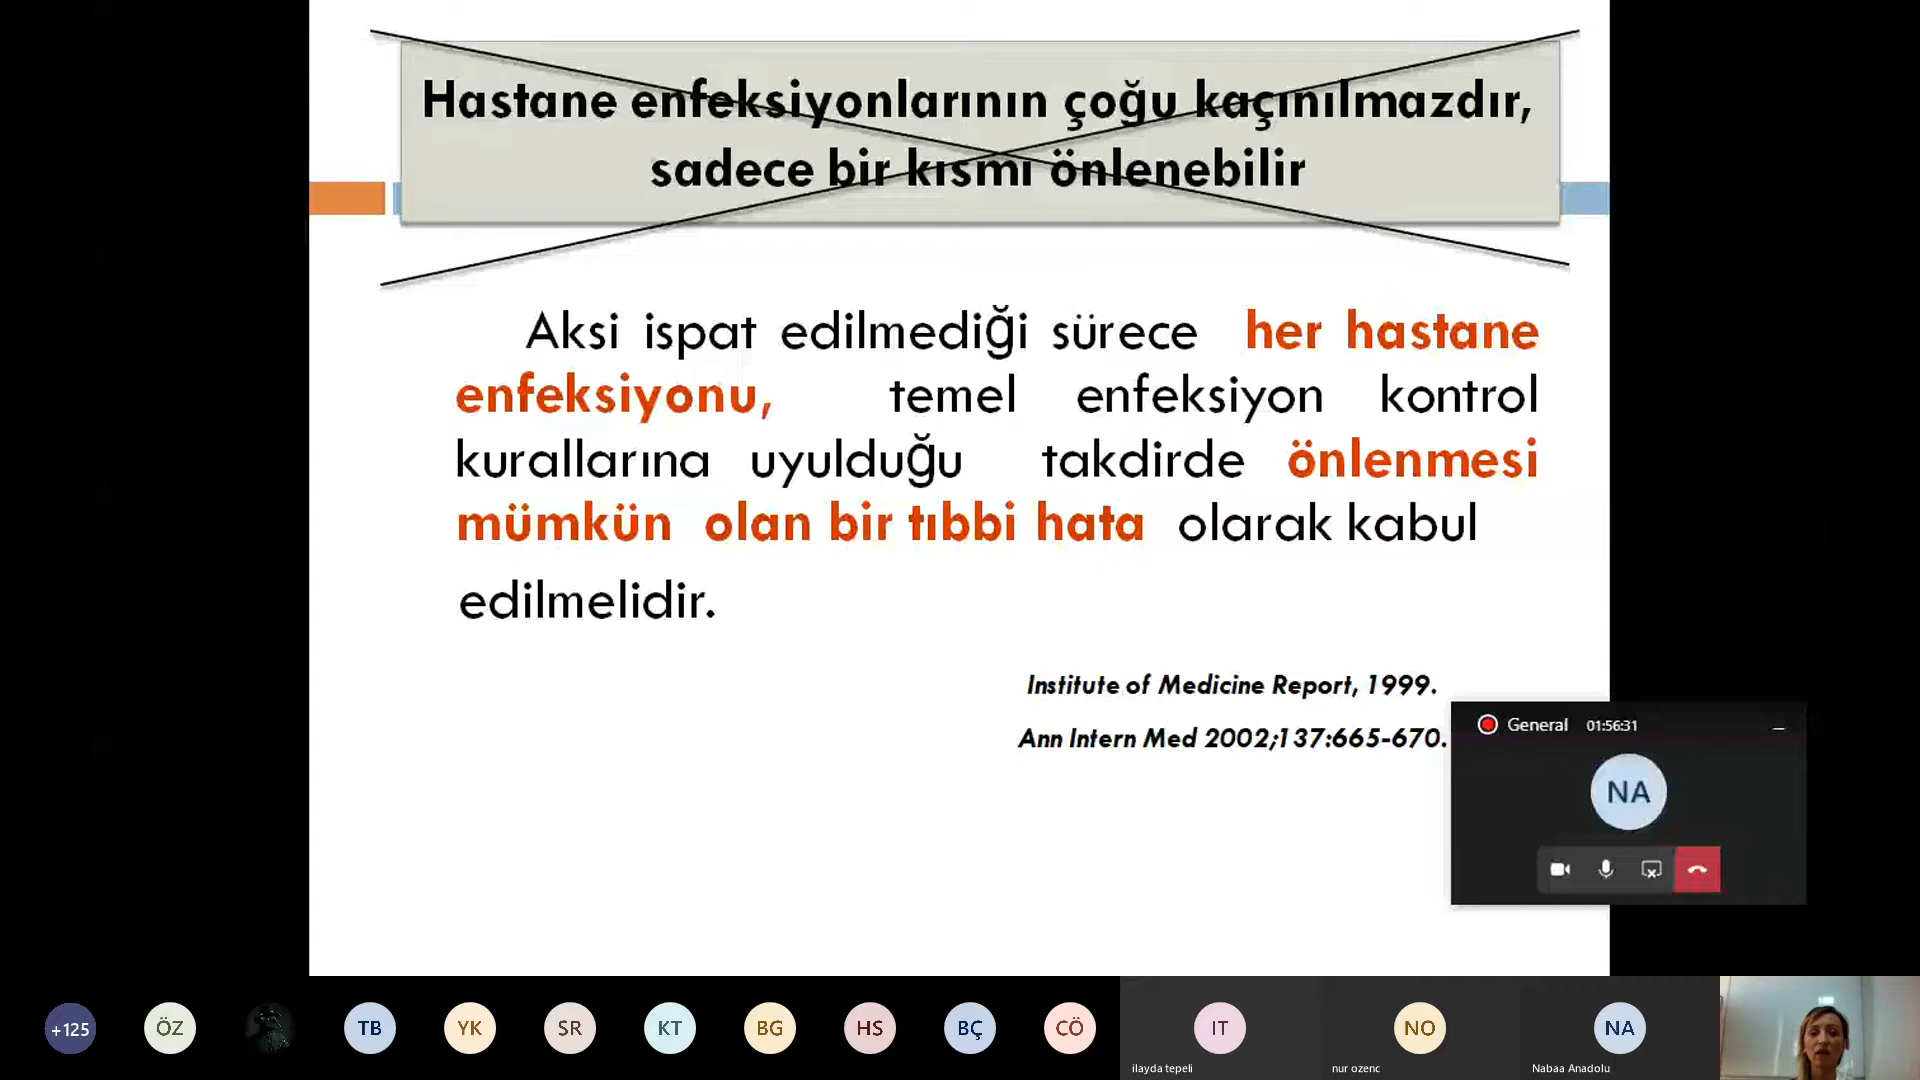 Hastane enfeksiyonlarının çoğu kaçınılmazdır,
sadece bir kısmı önlenebilir
Aksi ispat edilmediği sürece her hastane
enfeksiyonu, temel enfeksiyon kontrol
kurallarına uyulduğu takdirde önlenmesi
mümkün olan bir tıbbi hata olarak kabul
edilmelidir.
Institute of Medicine Report, 1999.
Ann Intern Med 2002;137:665-670.
General 01:56:31
NA
+125 ÖZ TB YK SR KT BG HS BÇ CÖ IT NO NA
ilayda tepeli nur ozenc Nabaa Anadolu